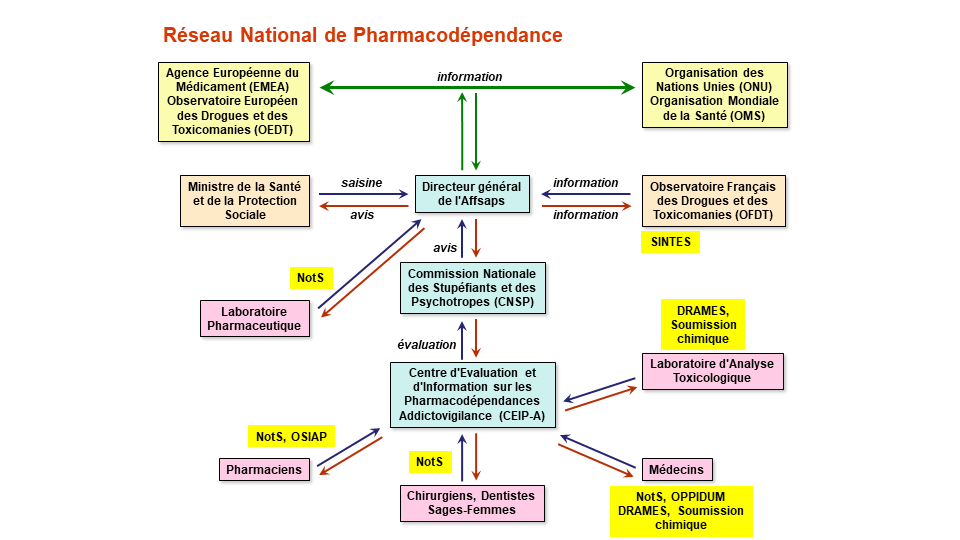 Réseau National de Pharmacodépendance
Agence Européenne du
Médicament (EMEA)
Observatoire Européen
des Drogues et des
Toxicomanies (OEDT)
information
Organisation des
Nations Unies (ONU)
Organisation Mondiale
de la Santé (OMS)
Ministre de la Santé
et de la Protection
Sociale
saisine
avis
Directeur général
de l'Affsaps
information
information
Observatoire Français
des Drogues et des
Toxicomanies (OFDT)
SINTES
avis
NotS
Commission Nationale
des Stupéfiants et des
Psychotropes (CNSP)
Laboratoire
Pharmaceutique
DRAMES,
Soumission
chimique
évaluation
Laboratoire d'Analyse
Toxicologique
Centre d'Evaluation et
d'Information sur les
Pharmacodépendances
Addictovigilance (CEIP-A)
NotS, OSIAP
Pharmaciens
NotS
Chirurgiens, Dentistes
Sages-Femmes
Médecins
NotS, OPPIDUM
DRAMES, Soumission
chimique